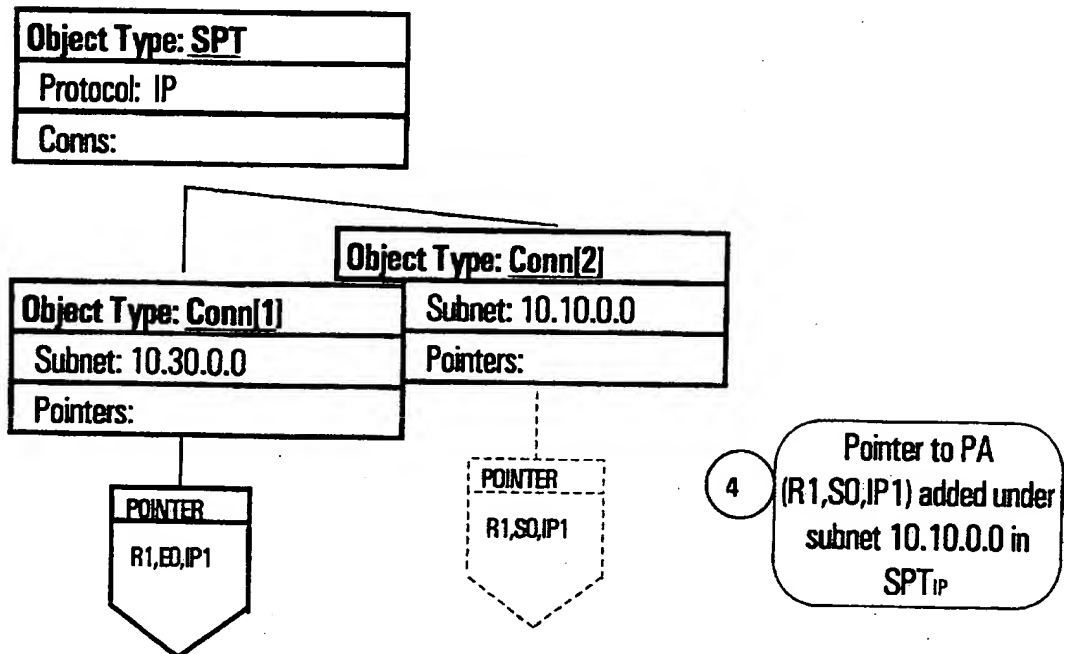 Object Type: SPT
Protocol: IP
Conns:
Object Type: Conn[2]
Subnet: 10.10.0.0
Pointers:
Object Type: Conn[1]
Subnet: 10.30.0.0
Pointers:
POINTER
R1,E0,IP1
POINTER
R1,S0,IP1
4
Pointer to PA
(R1,S0,IP1) added under
subnet 10.10.0.0 in
SPTIP